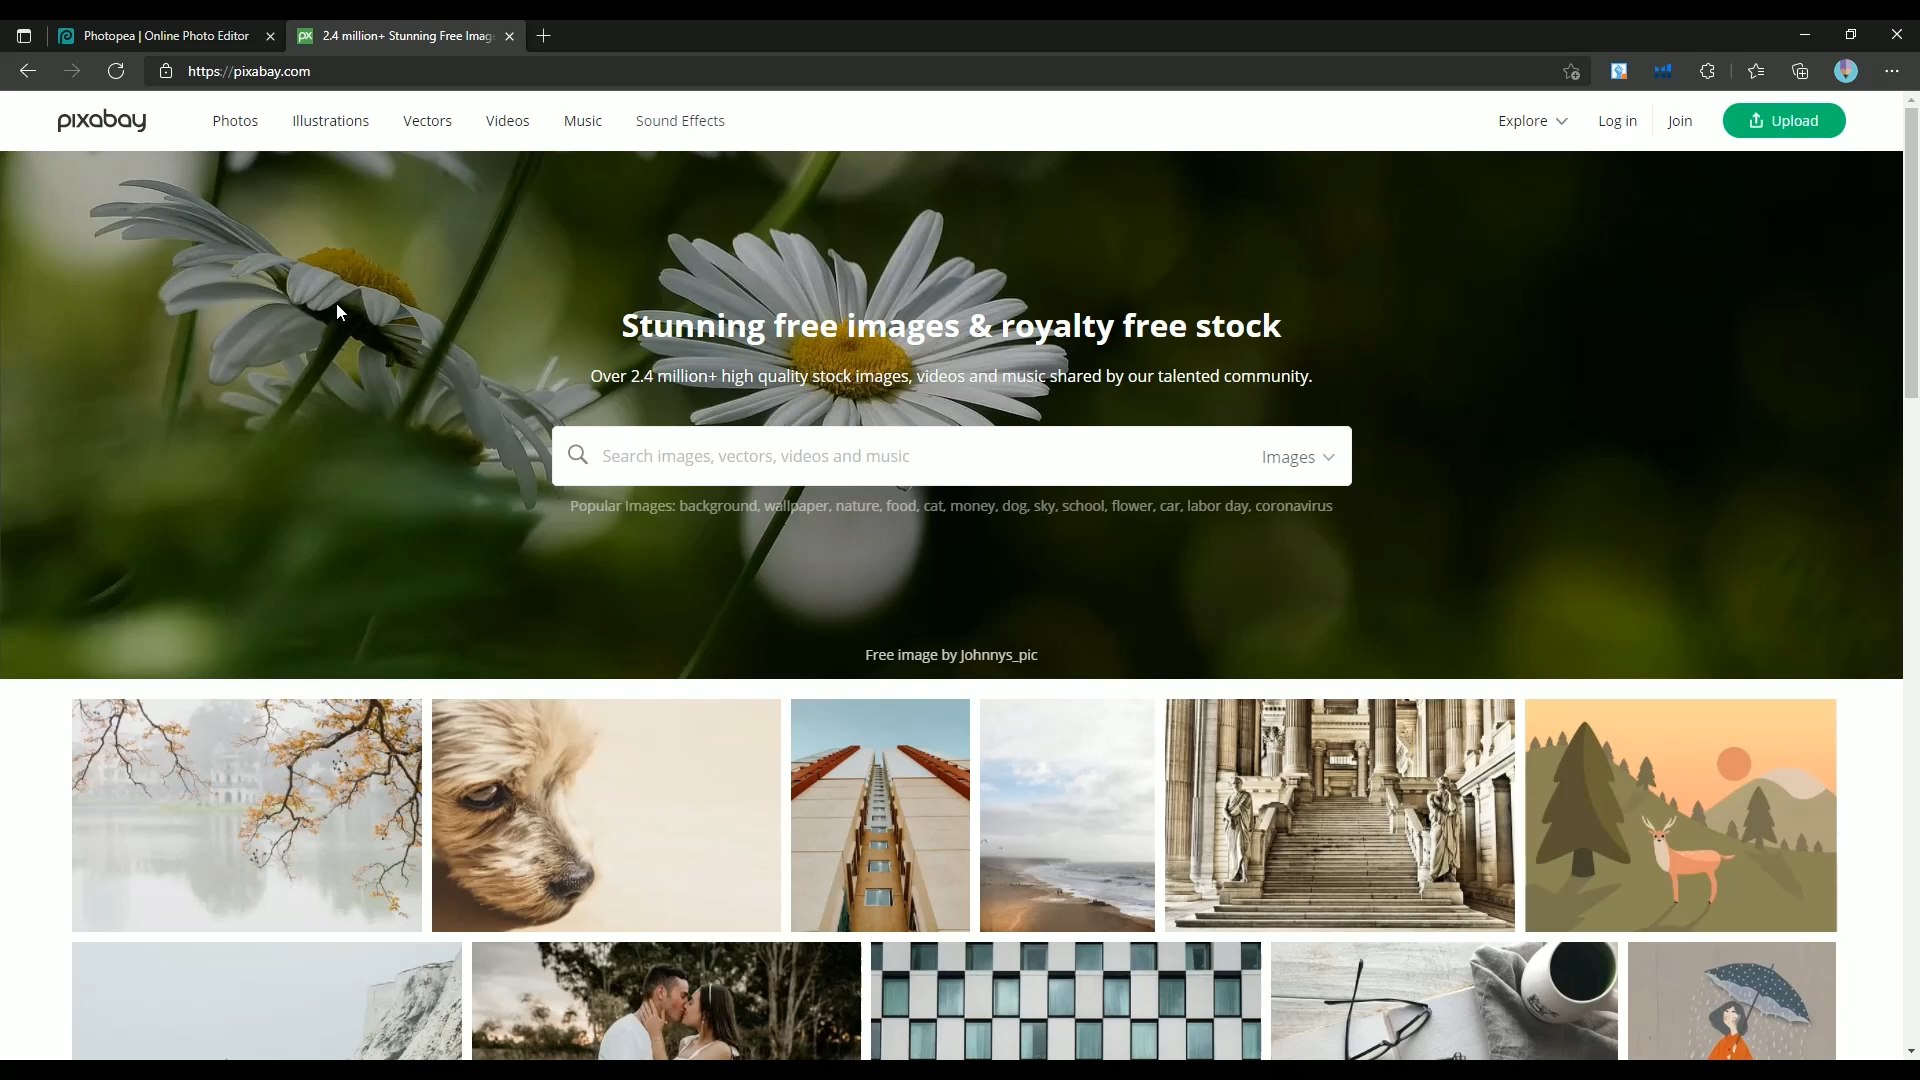 Photopea | Online Photo Editor
2.4 million+ Stunning Free Imag
https://pixabay.com
pixabay
Photos
Illustrations
Vectors
Videos
Music
Sound Effects
Explore
Log in
Join
Upload
Stunning free images & royalty free stock
Over 2.4 million+ high quality stock images, videos and music shared by our talented community.
Search images, vectors, videos and music
Images
Popular Images: background, wallpaper, nature, food, cat, money, dog, sky, school, flower, car, labor day, coronavirus
Free image by Johnnys_pic